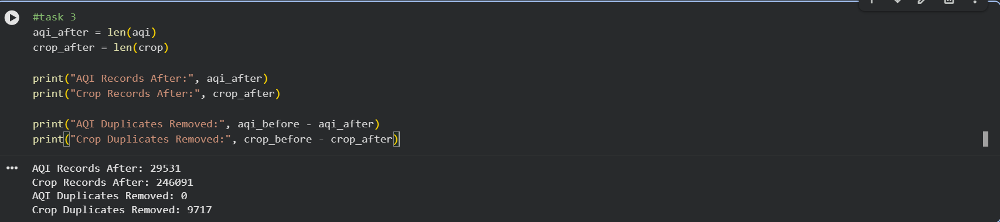 #task 3
aqi_after = len(aqi)
crop_after = len(crop)
print("AQI Records After:", aqi_after)
print("Crop Records After:", crop_after)
print("AQI Duplicates Removed:", aqi_before - aqi_after)
print("Crop Duplicates Removed:", crop_before - crop_after)
AQI Records After: 29531
Crop Records After: 246091
AQI Duplicates Removed: 0
Crop Duplicates Removed: 9717